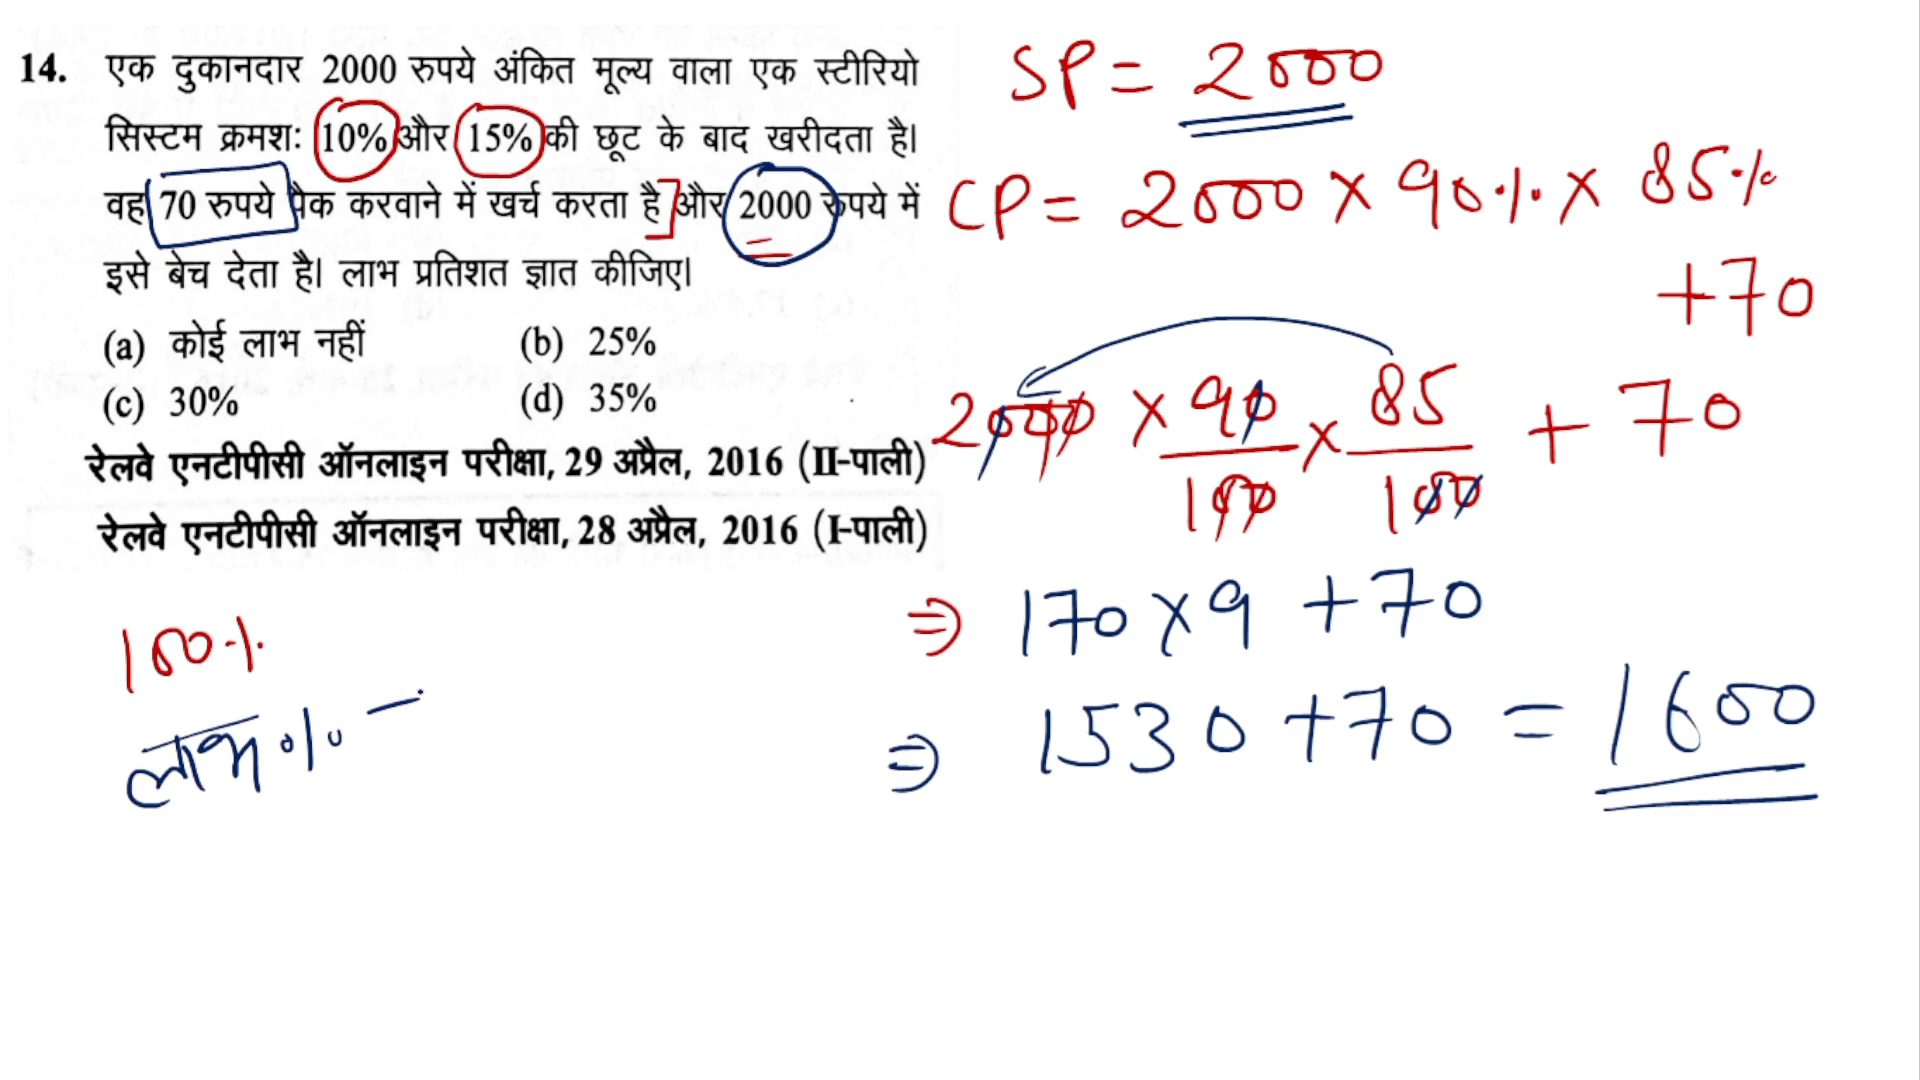 14. एक दुकानदार 2000 रुपये अंकित मूल्य वाला एक स्टीरियो
सिस्टम क्रमश: 10% और 15% की छूट के बाद खरीदता है।
वह 70 रुपये पैक करवाने में खर्च करता है और 2000 रुपये में
इसे बेच देता है। लाभ प्रतिशत ज्ञात कीजिए।
(a) कोई लाभ नहीं (b) 25%
(c) 30% (d) 35%
रेलवे एनटीपीसी ऑनलाइन परीक्षा, 29 अप्रैल, 2016 (II-पाली)
रेलवे एनटीपीसी ऑनलाइन परीक्षा, 28 अप्रैल, 2016 (I-पाली)
100%
लाभ% -
SP = 2000
CP = 2000 × 90% × 85%
+70
2000 × 90/100 × 85/100 + 70
⇒ 170 × 9 + 70
⇒ 1530 + 70 = 1600